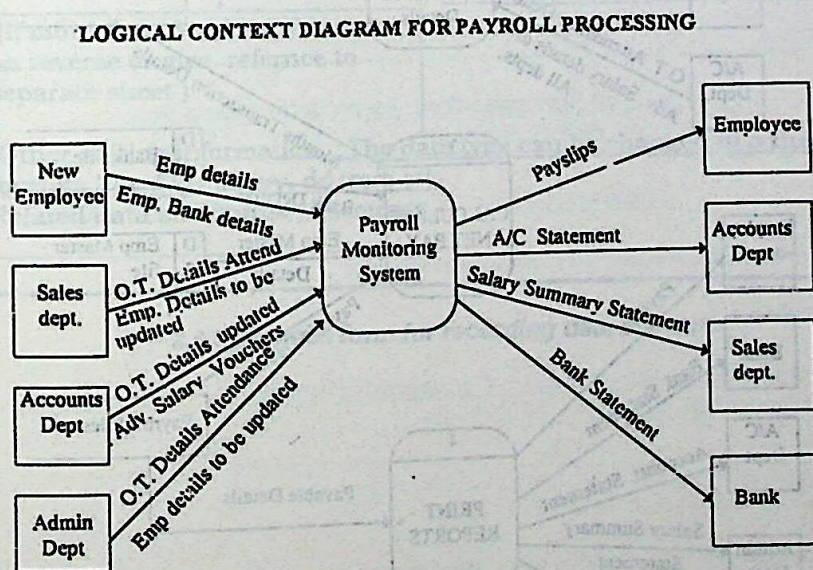 LOGICAL CONTEXT DIAGRAM FOR PAYROLL PROCESSING
New
Employee
Emp details
Emp. Bank details
Sales
dept.
O.T. Details Attend
Emp. Details to be
updated
Accounts
Dept
O.T. Details updated
Adv. Salary Vouchers
Admin
Dept
O.T. Details Attendance
Emp details to be updated
Payroll
Monitoring
System
Payslips
Employee
A/C Statement
Accounts
Dept
Salary Summary Statement
Sales
dept.
Bank Statement
Bank